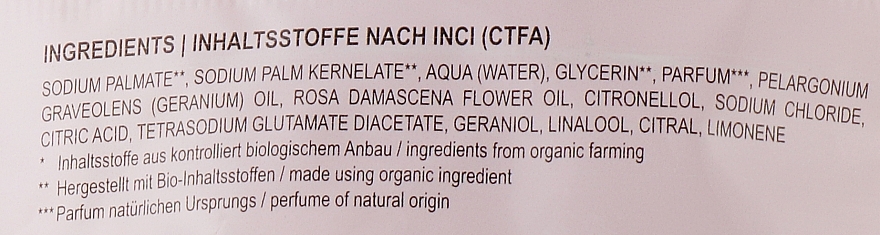 INGREDIENTS | INHALTSSTOFFE NACH INCI (CTFA)
SODIUM PALMATE**, SODIUM PALM KERNELATE**, AQUA (WATER), GLYCERIN**, PARFUM***, PELARGONIUM
GRAVEOLENS (GERANIUM) OIL, ROSA DAMASCENA FLOWER OIL, CITRONELLOL, SODIUM CHLORIDE,
CITRIC ACID, TETRASODIUM GLUTAMATE DIACETATE, GERANIOL, LINALOOL, CITRAL, LIMONENE
* Inhaltsstoffe aus kontrolliert biologischem Anbau / ingredients from organic farming
** Hergestellt mit Bio-Inhaltsstoffen / made using organic ingredient
*** Parfum natürlichen Ursprungs / perfume of natural origin